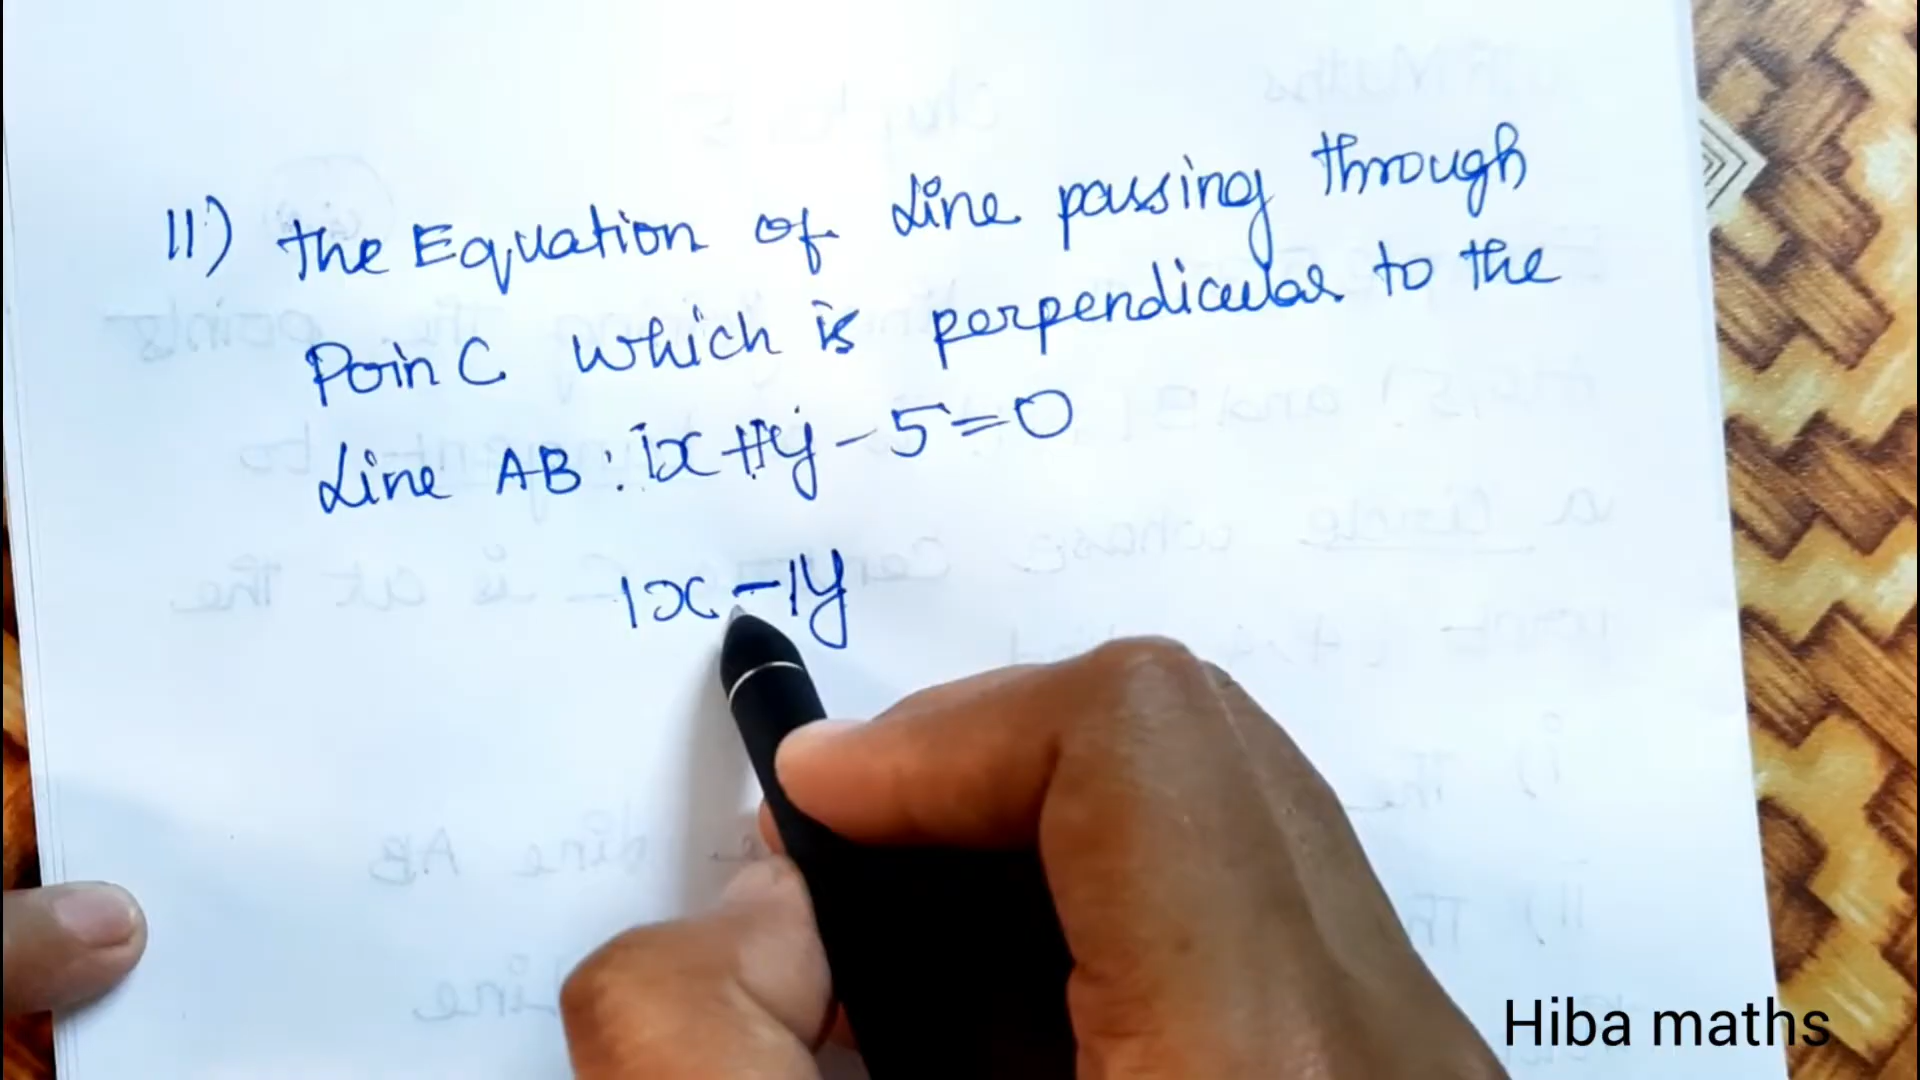 11) the Equation of Line passing through
Poin C which is perpendicular to the
Line AB: 1x+1y-5=0
1x-1y
Hiba maths